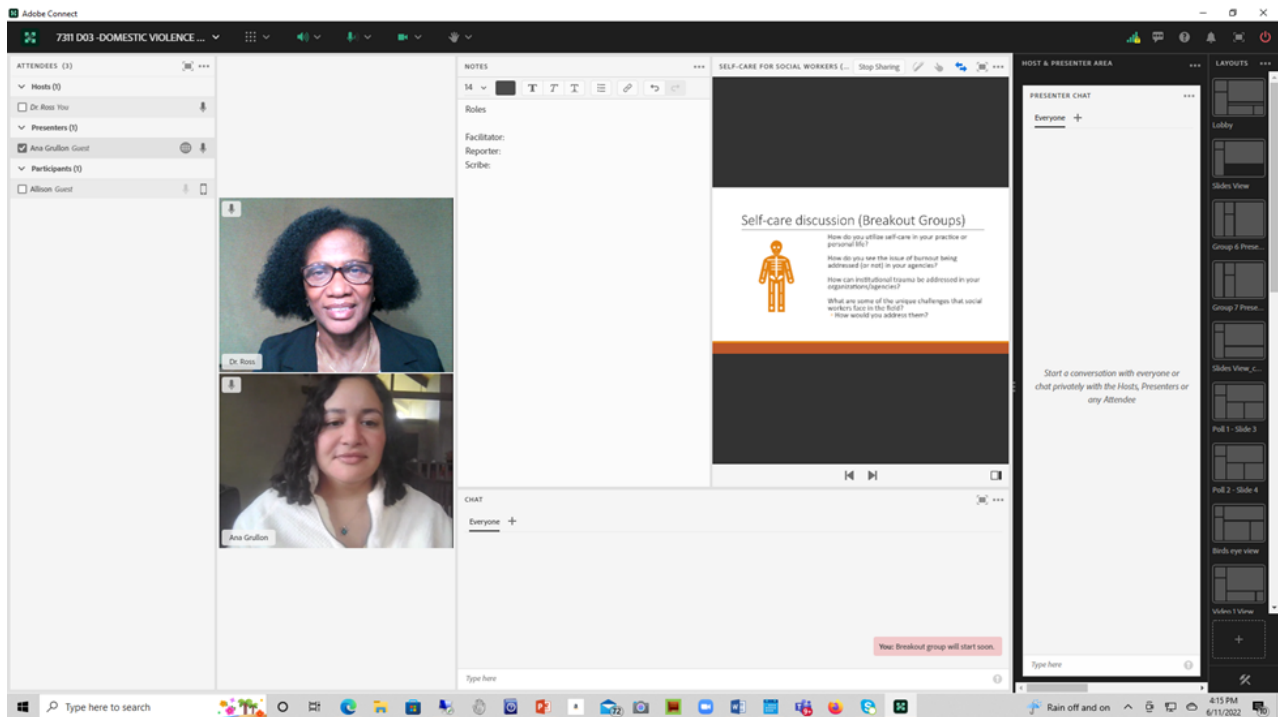 Adobe Connect
7311 D03 -DOMESTIC VIOLENCE ...
ATTENDEES (3)
Hosts (1)
Dr. Ross You
Presenters (1)
Ana Grullon Guest
Participants (1)
Allison Guest
Dr. Ross
Ana Grullon
NOTES
14
Roles
Facilitator:
Reporter:
Scribe:
SELF-CARE FOR SOCIAL WORKERS (...
Stop Sharing
Self-care discussion (Breakout Groups)
How do you utilize self-care in your practice or
personal life?
How do you see the issue of burnout being
addressed (or not) in your agencies?
How can institutional trauma be addressed in your
organizations/agencies?
What are some of the unique challenges that social
workers face in the field?
- How would you address them?
CHAT
Everyone
You: Breakout group will start soon.
Type here
HOST & PRESENTER AREA
PRESENTER CHAT
Everyone
Start a conversation with everyone or
chat privately with the Hosts, Presenters or
any Attendee
Type here
LAYOUTS
Lobby
Slides View
Group 6 Prese...
Group 7 Prese...
Slides View_c...
Poll 1 - Slide 3
Poll 2 - Slide 4
Birds eye view
Video 1 View
Type here to search
72
Rain off and on
4:15 PM
6/11/2022